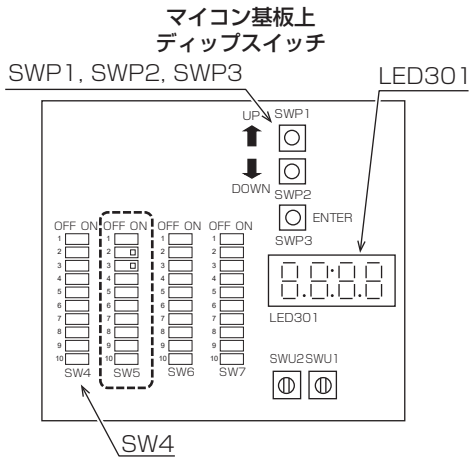 マイコン基板上
ディップスイッチ
SWP1, SWP2, SWP3
LED301
UP
SWP1
DOWN
SWP2
ENTER
SWP3
OFF ON OFF ON OFF ON OFF ON
1 1 1 1
2 2 2 2
3 3 3 3
4 4 4 4
5 5 5 5
6 6 6 6
7 7 7 7
8 8 8 8
9 9 9 9
10 10 10 10
SW4 SW5 SW6 SW7
8.8:8.8
LED301
SWU2 SWU1
SW4